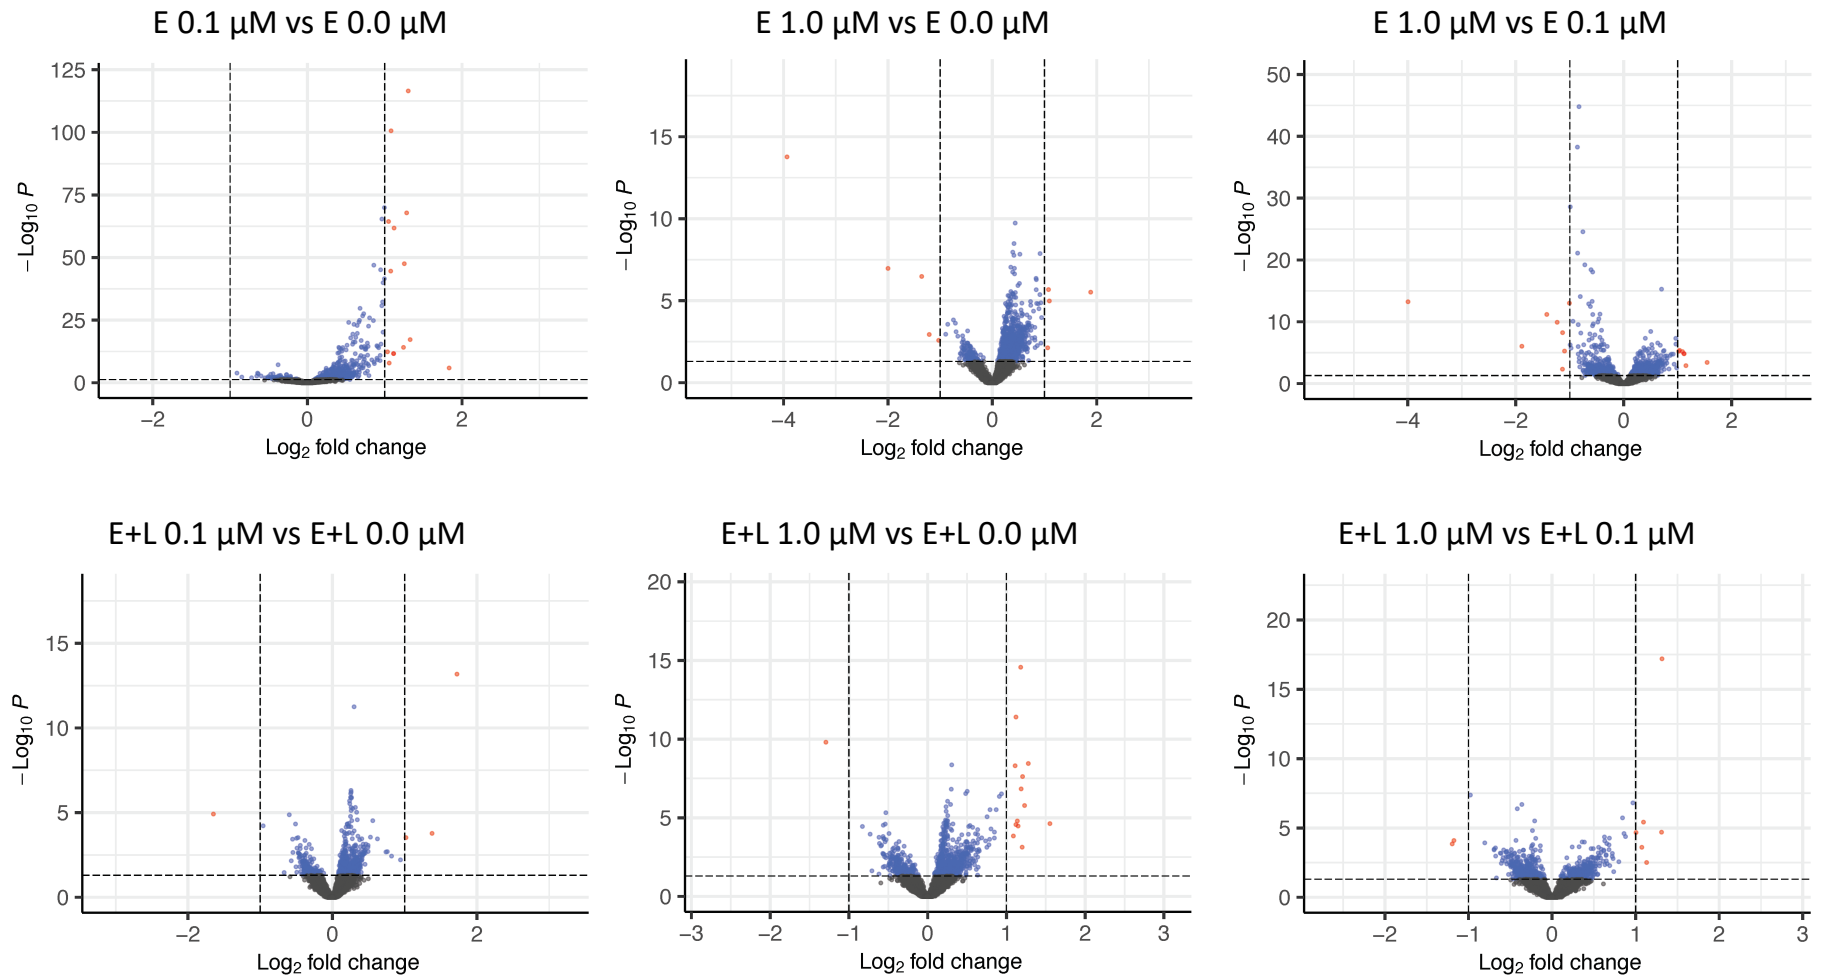 E 0.1 µM vs E 0.0 µM
125
100
75
50
25
0
−Log10 P
−2 0 2
Log2 fold change
E 1.0 µM vs E 0.0 µM
15
10
5
0
−Log10 P
−4 −2 0 2
Log2 fold change
E 1.0 µM vs E 0.1 µM
50
40
30
20
10
0
−Log10 P
−4 −2 0 2
Log2 fold change
E+L 0.1 µM vs E+L 0.0 µM
15
10
5
0
−Log10 P
−2 0 2
Log2 fold change
E+L 1.0 µM vs E+L 0.0 µM
20
15
10
5
0
−Log10 P
−3 −2 −1 0 1 2 3
Log2 fold change
E+L 1.0 µM vs E+L 0.1 µM
20
15
10
5
0
−Log10 P
−2 −1 0 1 2 3
Log2 fold change